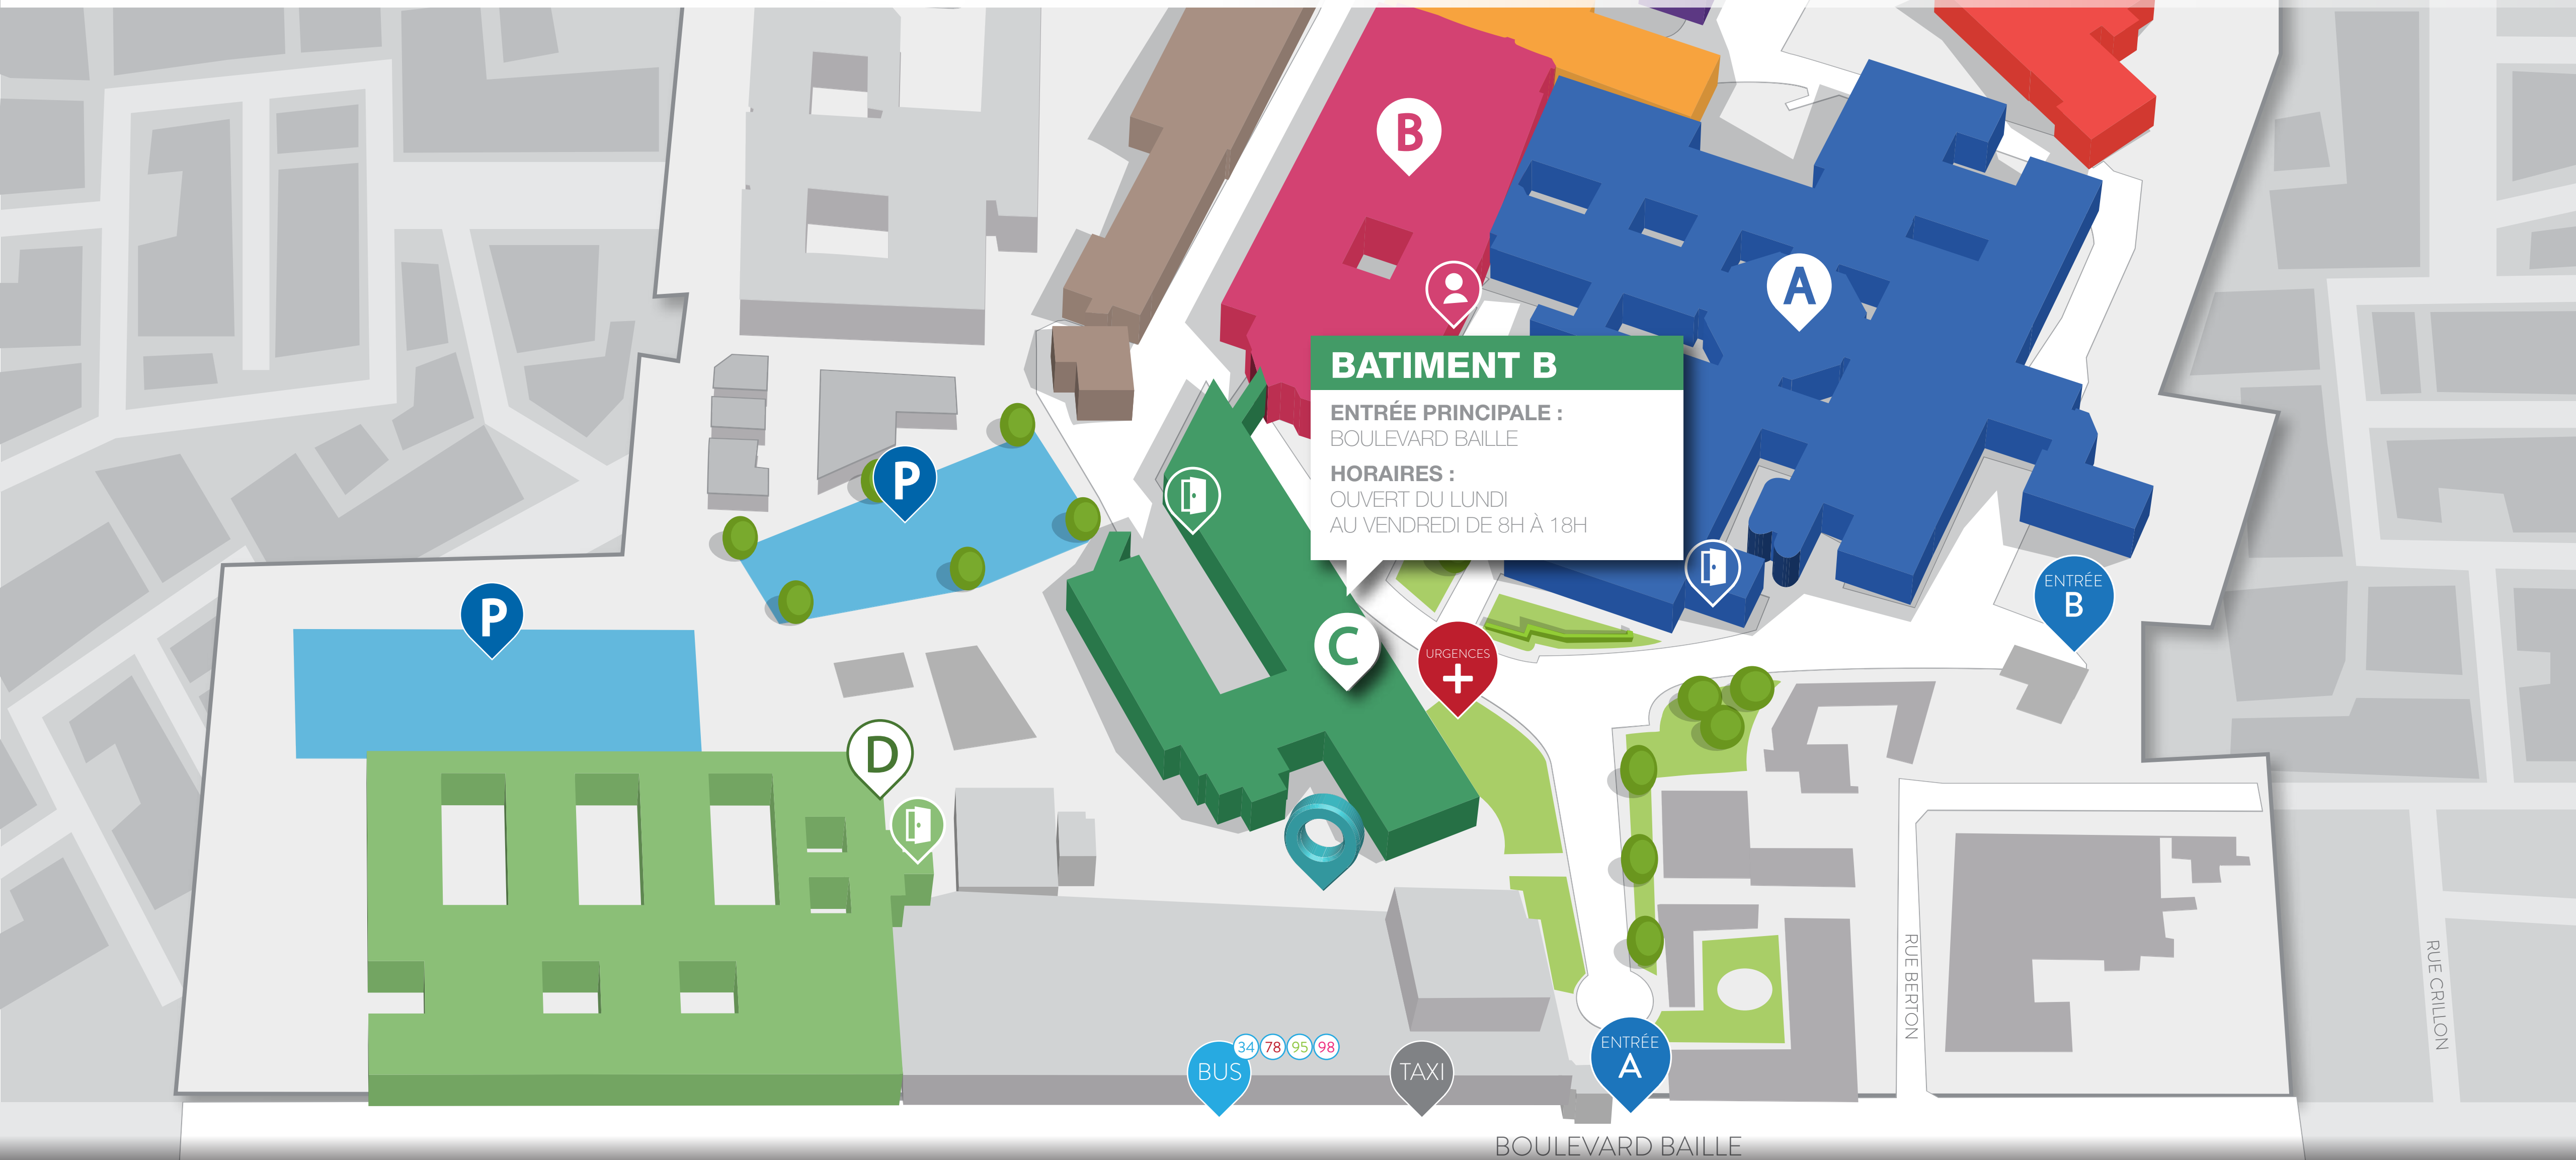 B
A
BATIMENT B
ENTRÉE PRINCIPALE :
BOULEVARD BAILLE
HORAIRES :
OUVERT DU LUNDI
AU VENDREDI DE 8H À 18H
P
P
ENTRÉE
B
C
URGENCES
D
RUE BERTON
RUE CRILLON
34 78 95 98
BUS
TAXI
ENTRÉE
A
BOULEVARD BAILLE